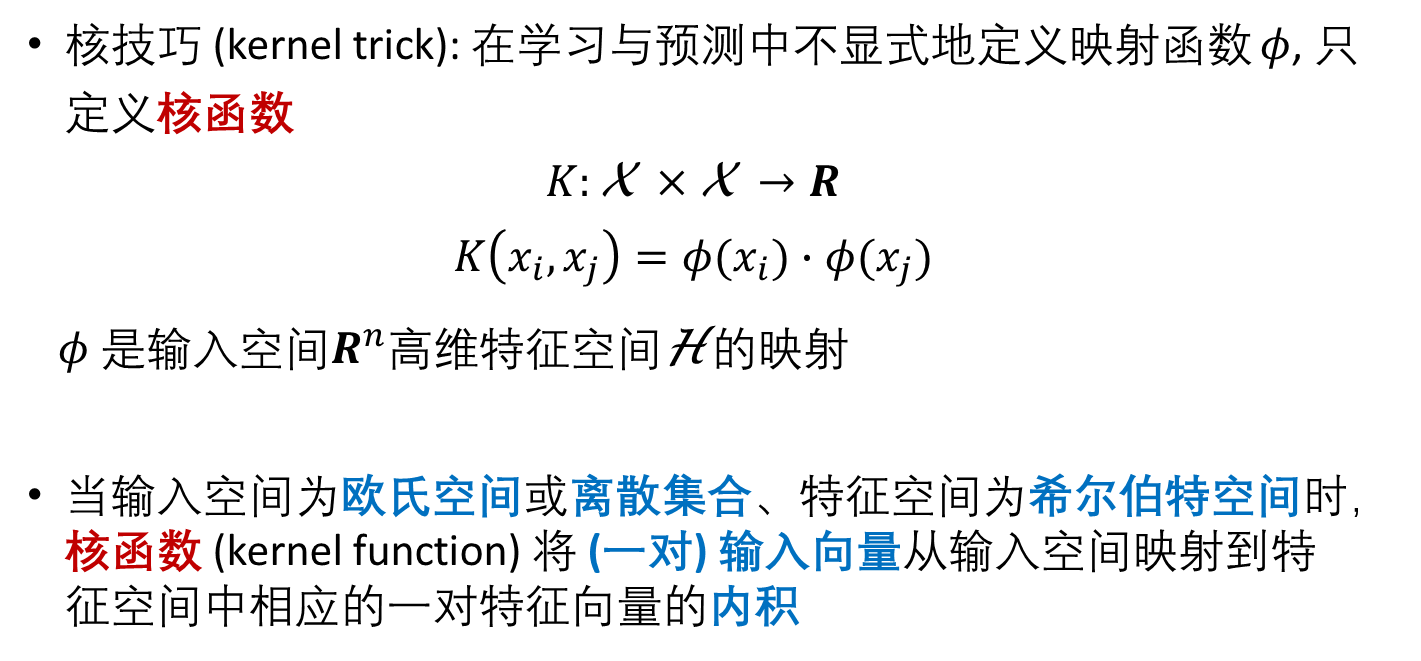 • 核技巧 (kernel trick): 在学习与预测中不显式地定义映射函数ϕ, 只
定义核函数
K: 𝒳 × 𝒳 → R
K(xᵢ, xⱼ) = ϕ(xᵢ) · ϕ(xⱼ)
ϕ 是输入空间Rⁿ高维特征空间ℋ的映射
• 当输入空间为欧氏空间或离散集合、特征空间为希尔伯特空间时,
核函数 (kernel function) 将 (一对) 输入向量从输入空间映射到特
征空间中相应的一对特征向量的内积